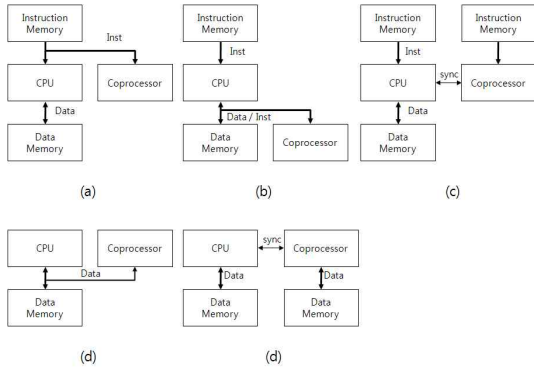 Instruction
Memory
Inst
CPU
Coprocessor
Data
Data
Memory
(a)
Instruction
Memory
Inst
CPU
Data / Inst
Data
Memory
Coprocessor
(b)
Instruction
Memory
Instruction
Memory
Inst
CPU
sync
Coprocessor
Data
Data
Memory
(c)
CPU
Coprocessor
Data
Data
Memory
(d)
CPU
sync
Coprocessor
Data
Data
Data
Memory
Data
Memory
(d)